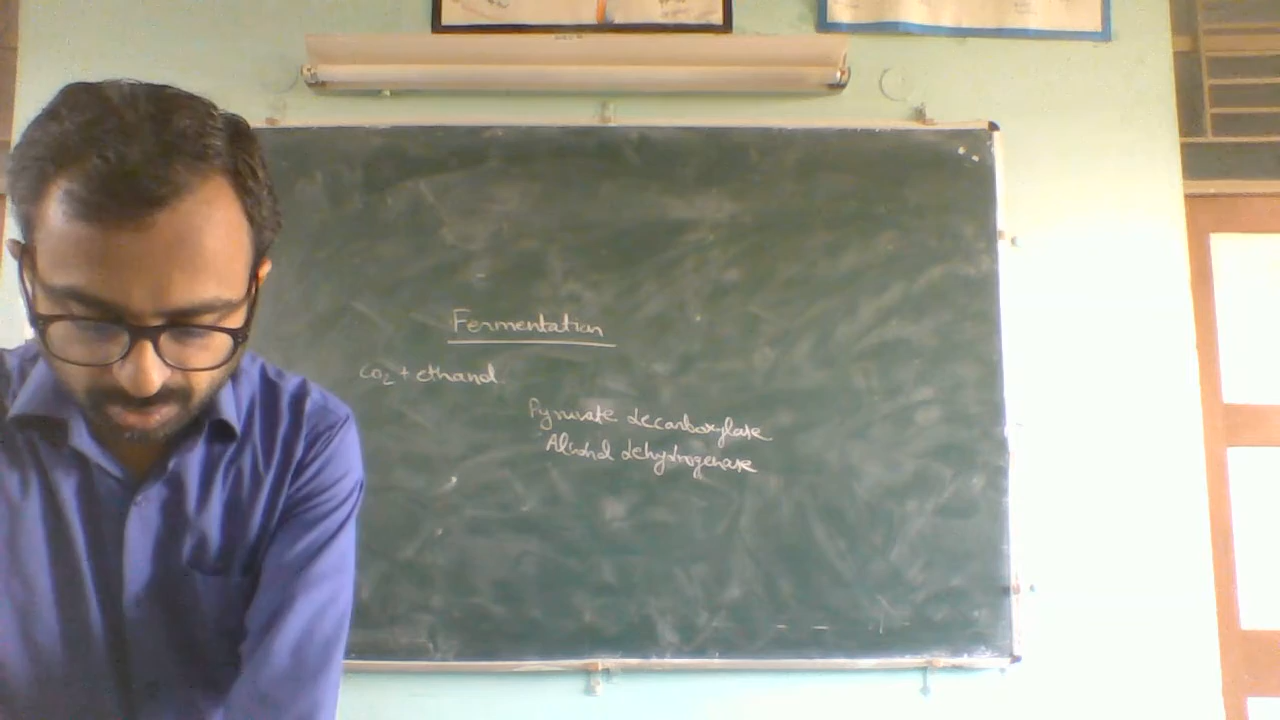 Fermentation
CO₂ + ethanol
Pyruvate decarboxylase
Alcohol dehydrogenase